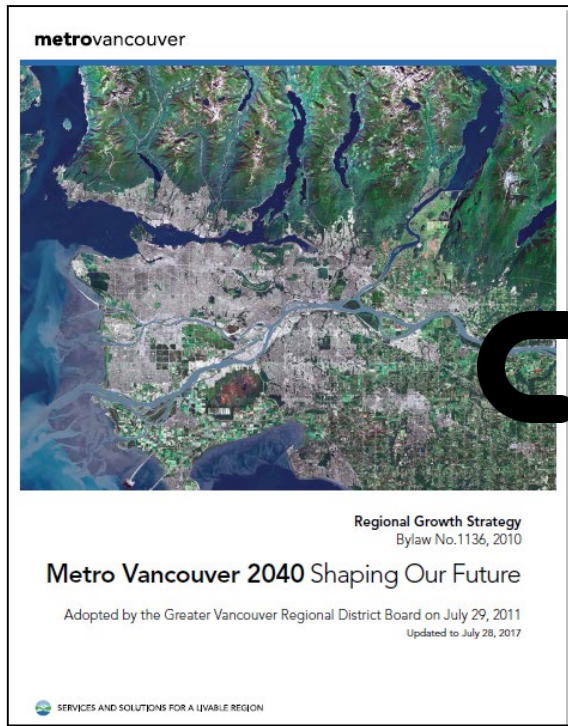 metrovancouver
Regional Growth Strategy
Bylaw No.1136, 2010
Metro Vancouver 2040 Shaping Our Future
Adopted by the Greater Vancouver Regional District Board on July 29, 2011
Updated to July 28, 2017
SERVICES AND SOLUTIONS FOR A LIVABLE REGION